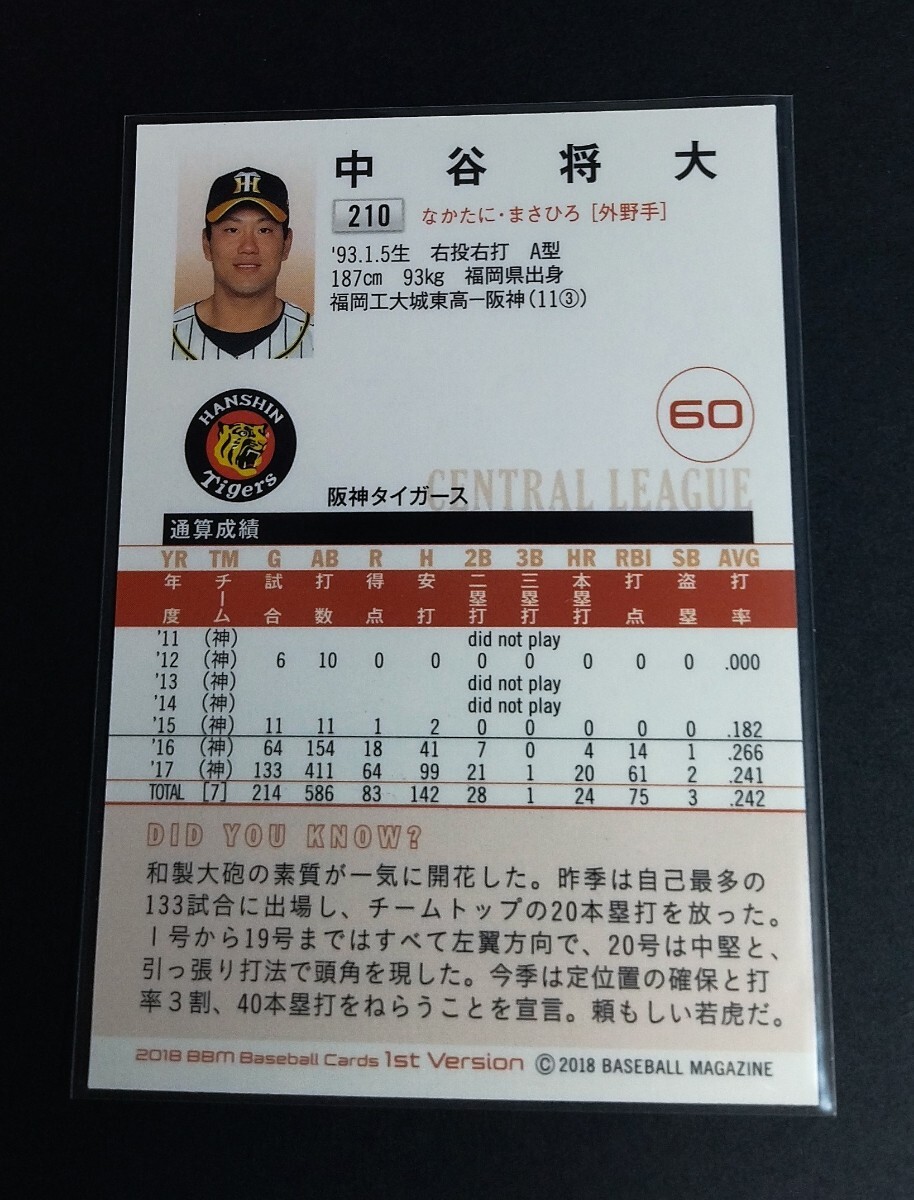 中谷将大
210 なかたに・まさひろ [外野手]
'93.1.5生 右投右打 A型
187cm 93kg 福岡県出身
福岡工大城東高ー阪神(11③)
TH
HANSHIN
Tigers
60
CENTRAL LEAGUE
阪神タイガース
通算成績
YR TM G AB R H 2B 3B HR RBI SB AVG
年度 チーム 試合 打数 得点 安打 二塁打 三塁打 本塁打 打点 盗塁 打率
'11 (神) did not play
'12 (神) 6 10 0 0 0 0 0 0 0 .000
'13 (神) did not play
'14 (神) did not play
'15 (神) 11 11 1 2 0 0 0 0 0 .182
'16 (神) 64 154 18 41 7 0 4 14 1 .266
'17 (神) 133 411 64 99 21 1 20 61 2 .241
TOTAL [7] 214 586 83 142 28 1 24 75 3 .242
DID YOU KNOW?
和製大砲の素質が一気に開花した。昨季は自己最多の
133試合に出場し、チームトップの20本塁打を放った。
1号から19号まではすべて左翼方向で、20号は中堅と、
引っ張り打法で頭角を現した。今季は定位置の確保と打
率3割、40本塁打をねらうことを宣言。頼もしい若虎だ。
2018 BBM Baseball Cards 1st Version © 2018 BASEBALL MAGAZINE